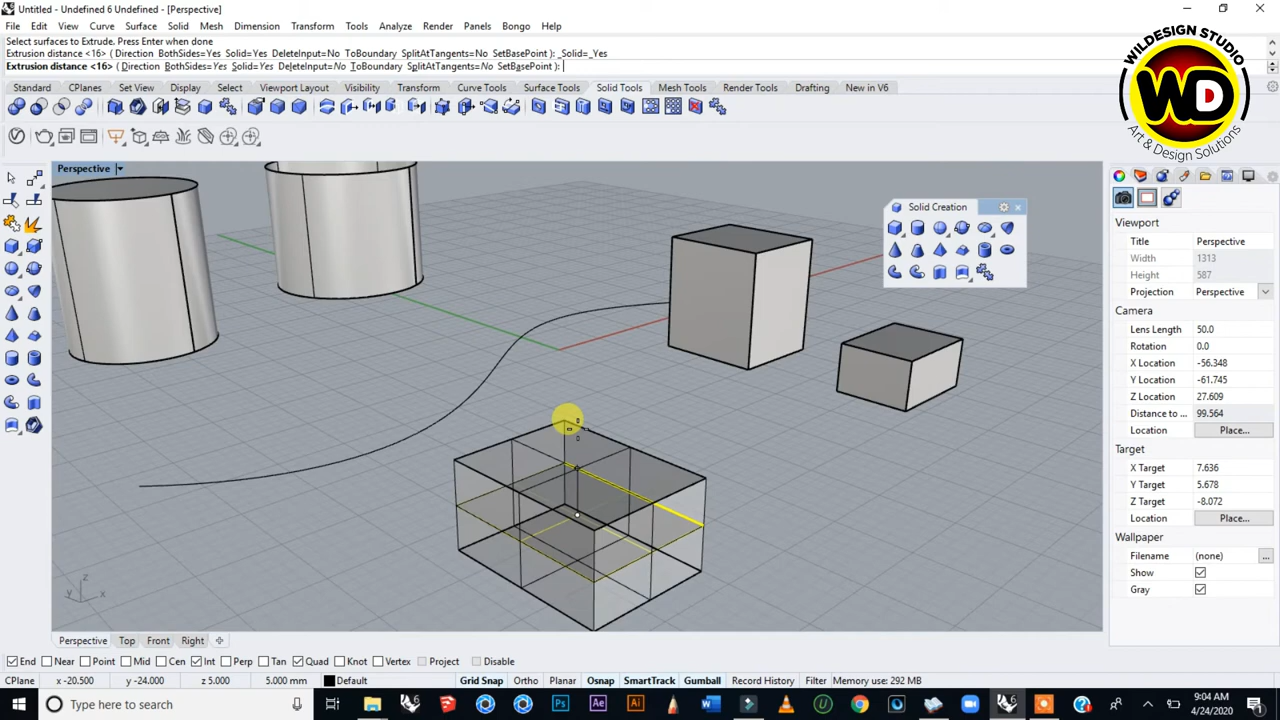 Untitled - Undefined 6 Undefined - [Perspective]
File Edit View Curve Surface Solid Mesh Dimension Transform Tools Analyze Render Panels Bongo Help
Select surfaces to Extrude. Press Enter when done
Extrusion distance <16> ( Direction BothSides=Yes Solid=Yes DeleteInput=No ToBoundary SplitAtTangents=No SetBasePoint ): _Solid=_Yes
Extrusion distance <16> ( Direction BothSides=Yes Solid=Yes DeleteInput=No ToBoundary SplitAtTangents=No SetBasePoint ):
Standard CPlanes Set View Display Select Viewport Layout Visibility Transform Curve Tools Surface Tools Solid Tools Mesh Tools Render Tools Drafting New in V6
WILDESIGN STUDIO
WD
Art & Design Solutions
Perspective
Solid Creation
Viewport
Title Perspective
Width 1313
Height 587
Projection Perspective
Camera
Lens Length 50.0
Rotation 0.0
X Location -56.348
Y Location -61.745
Z Location 27.609
Distance to ... 99.564
Location Place...
Target
X Target 7.636
Y Target 5.678
Z Target -8.072
Location Place...
Wallpaper
Filename (none) ...
Show
Gray
z
y x
Perspective Top Front Right
End Near Point Mid Cen Int Perp Tan Quad Knot Vertex Project Disable
CPlane x -20.500 y -24.000 z 5.000 5.000 mm Default Grid Snap Ortho Planar Osnap SmartTrack Gumball Record History Filter Memory use: 292 MB
Type here to search
Ps Ae Ai
9:04 AM
4/24/2020